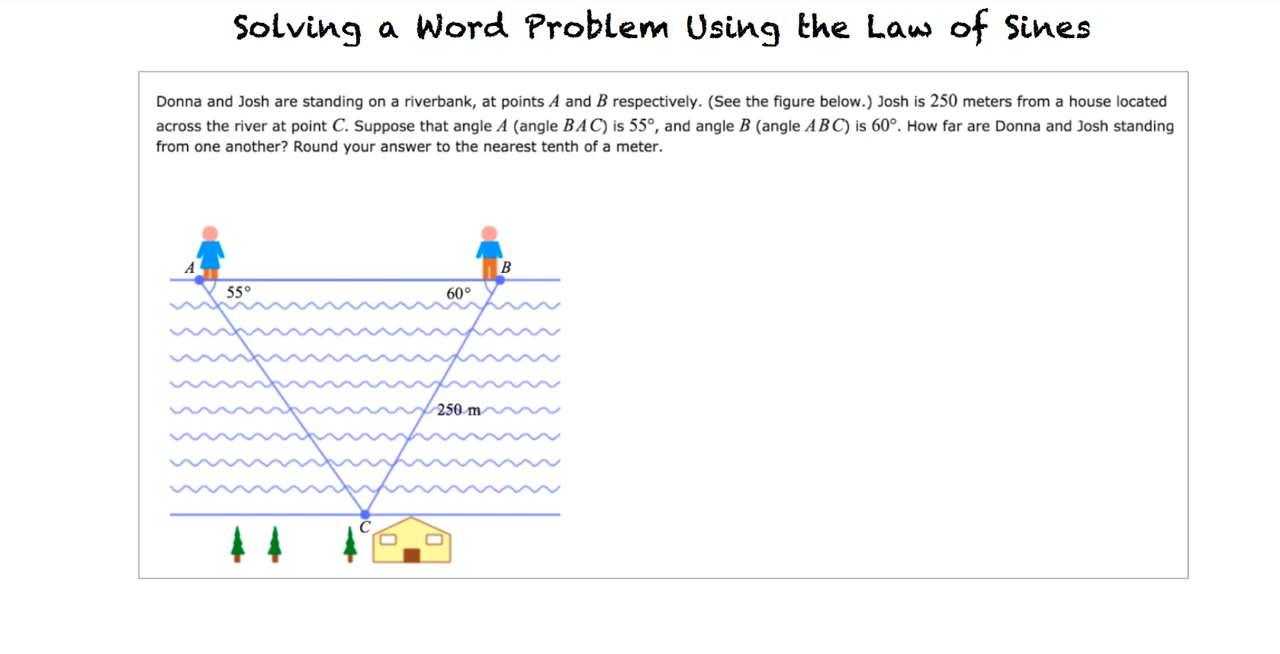 Solving a Word Problem Using the Law of Sines
Donna and Josh are standing on a riverbank, at points A and B respectively. (See the figure below.) Josh is 250 meters from a house located
across the river at point C. Suppose that angle A (angle BAC) is 55°, and angle B (angle ABC) is 60°. How far are Donna and Josh standing
from one another? Round your answer to the nearest tenth of a meter.
A
B
55°
60°
250 m
C